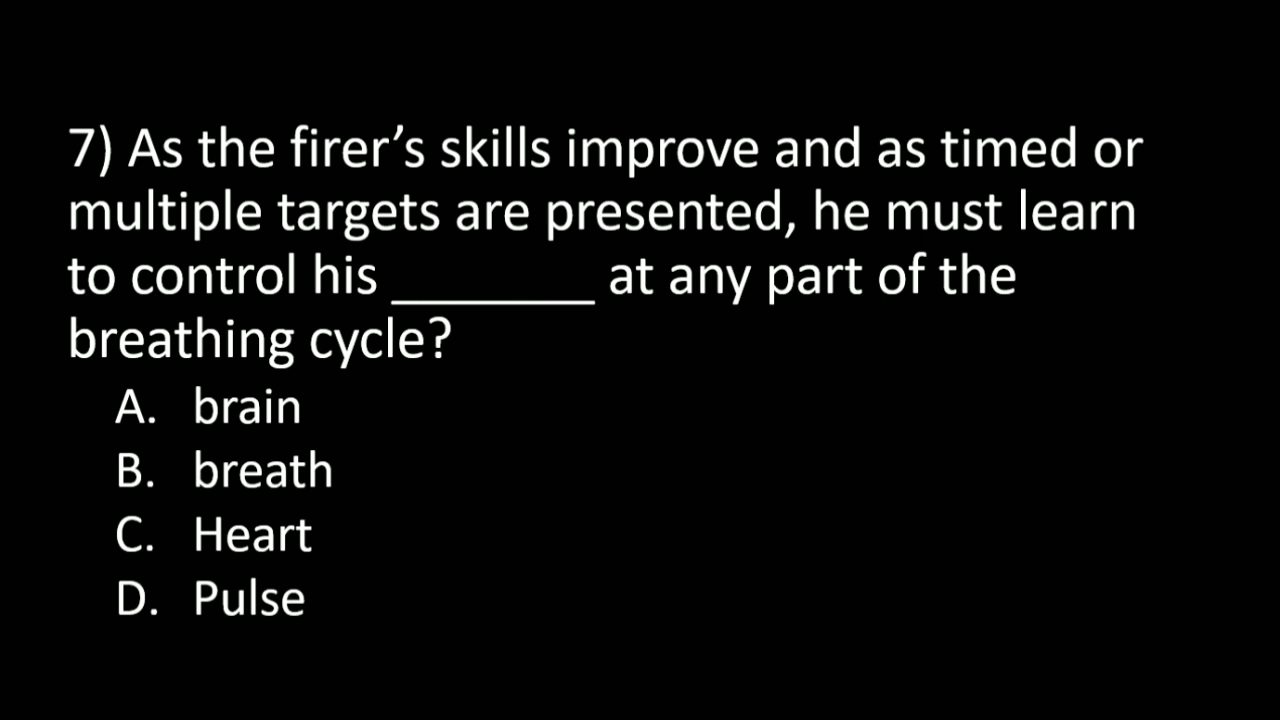 7) As the firer’s skills improve and as timed or
multiple targets are presented, he must learn
to control his ________ at any part of the
breathing cycle?
A. brain
B. breath
C. Heart
D. Pulse